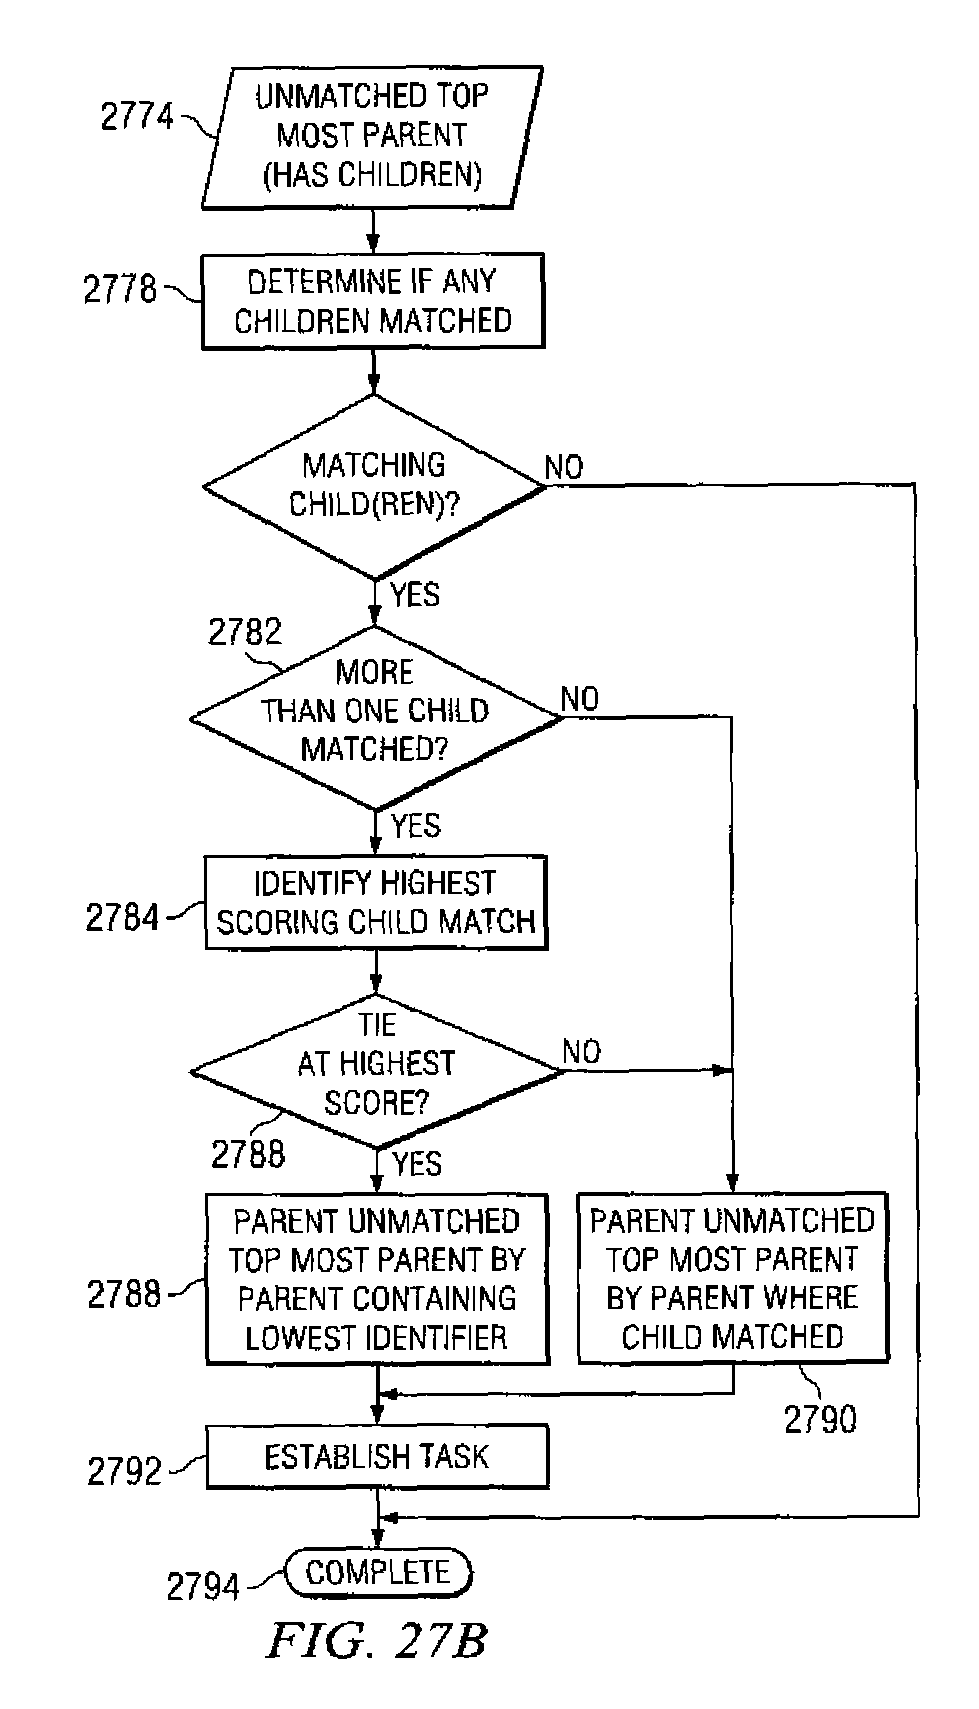 UNMATCHED TOP
MOST PARENT
(HAS CHILDREN)
2774
DETERMINE IF ANY
CHILDREN MATCHED
2778
MATCHING
CHILD(REN)?
NO
YES
2782
MORE
THAN ONE CHILD
MATCHED?
NO
YES
IDENTIFY HIGHEST
SCORING CHILD MATCH
2784
TIE
AT HIGHEST
SCORE?
NO
2788
YES
PARENT UNMATCHED
TOP MOST PARENT BY
PARENT CONTAINING
LOWEST IDENTIFIER
2788
PARENT UNMATCHED
TOP MOST PARENT
BY PARENT WHERE
CHILD MATCHED
2790
ESTABLISH TASK
2792
COMPLETE
2794
FIG. 27B